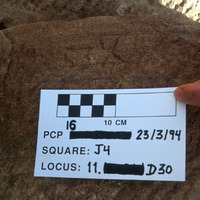 10 CM
16
PCP 23/3/94
SQUARE: J4
LOCUS: 11. D30